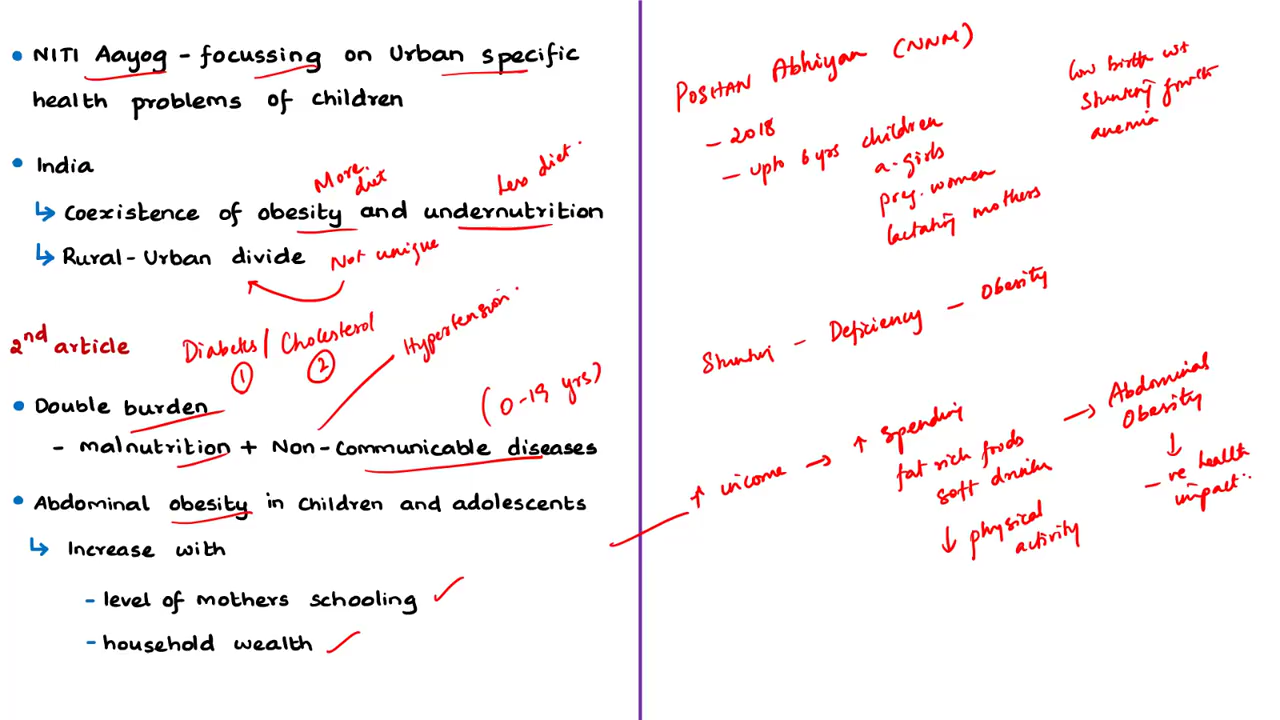 • NITI Aayog - focussing on Urban specific
health problems of children
• India
More diet
Less diet.
↳ Coexistence of obesity and undernutrition
↳ Rural-Urban divide
Not unique
2nd article
Diabetes / Cholesterol
① ②
Hypertension.
• Double burden
(0-19 yrs)
- malnutrition + Non-Communicable diseases
• Abdominal obesity in Children and adolescents
↳ Increase with
- level of mothers schooling ✓
- household wealth ✓
POSHAN Abhiyan (NNM)
- 2018
- upto 6 yrs children
a. girls
preg. women
lactating mothers
low birth wt
Stunting growth
anemia
Stunting - Deficiency - Obesity
↑ income → ↑ spending
fat rich foods
soft drinks
↓ physical
activity
→ Abdominal
Obesity
↓
- ve health
impact..